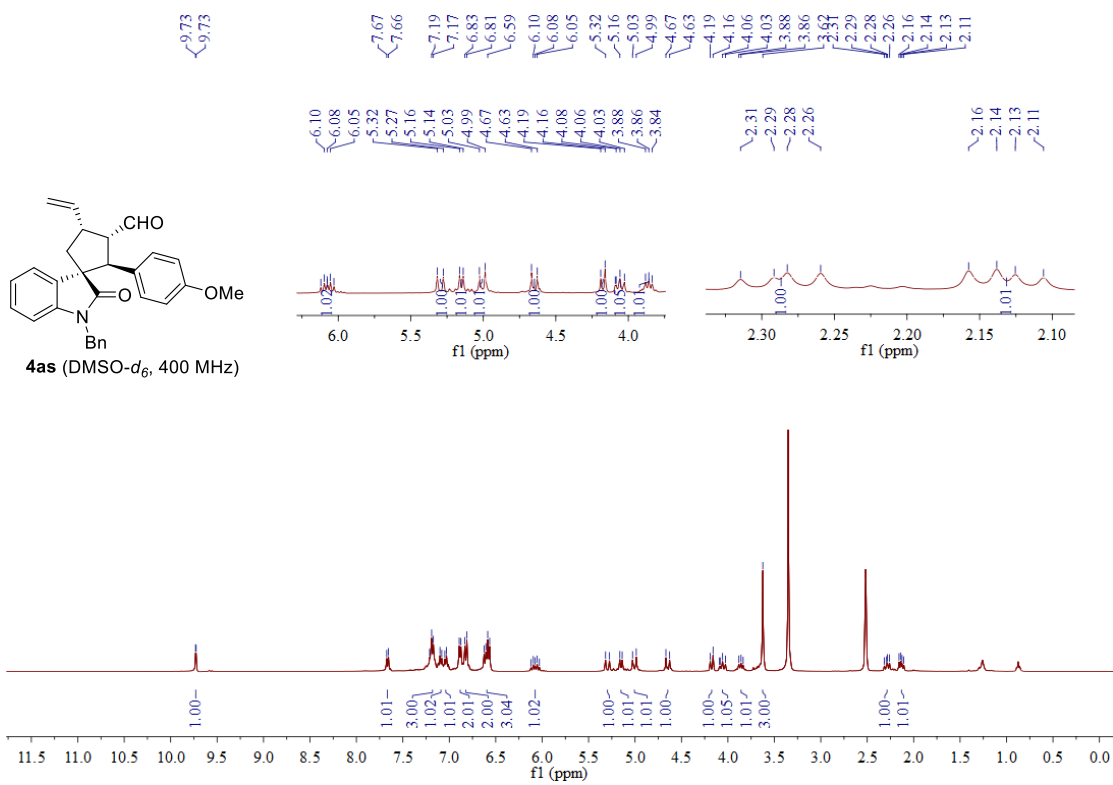 9.73 9.73 7.67 7.66 7.19 7.17 6.83 6.81 6.59 6.10 6.08 6.05 5.32 5.16 5.03 4.99 4.67 4.63 4.19 4.16 4.06 4.03 3.88 3.86 3.62 2.31 2.29 2.28 2.26 2.16 2.14 2.13 2.11
6.10 6.08 6.05 5.32 5.27 5.16 5.14 5.03 4.99 4.67 4.63 4.19 4.16 4.08 4.06 4.03 3.88 3.86 3.84
2.31 2.29 2.28 2.26 2.16 2.14 2.13 2.11
CHO
OMe
O
N
Bn
4as (DMSO-d6, 400 MHz)
1.02 1.00 1.01 1.01 1.00 1.00 1.05 1.01
6.0 5.5 5.0 4.5 4.0
f1 (ppm)
1.00 1.01
2.30 2.25 2.20 2.15 2.10
f1 (ppm)
1.00 1.01 3.00 1.02 1.01 2.01 2.00 3.04 1.02 1.00 1.01 1.01 1.00 1.00 1.05 1.01 3.00 1.00 1.01
11.5 11.0 10.5 10.0 9.5 9.0 8.5 8.0 7.5 7.0 6.5 6.0 5.5 5.0 4.5 4.0 3.5 3.0 2.5 2.0 1.5 1.0 0.5 0.0
f1 (ppm)